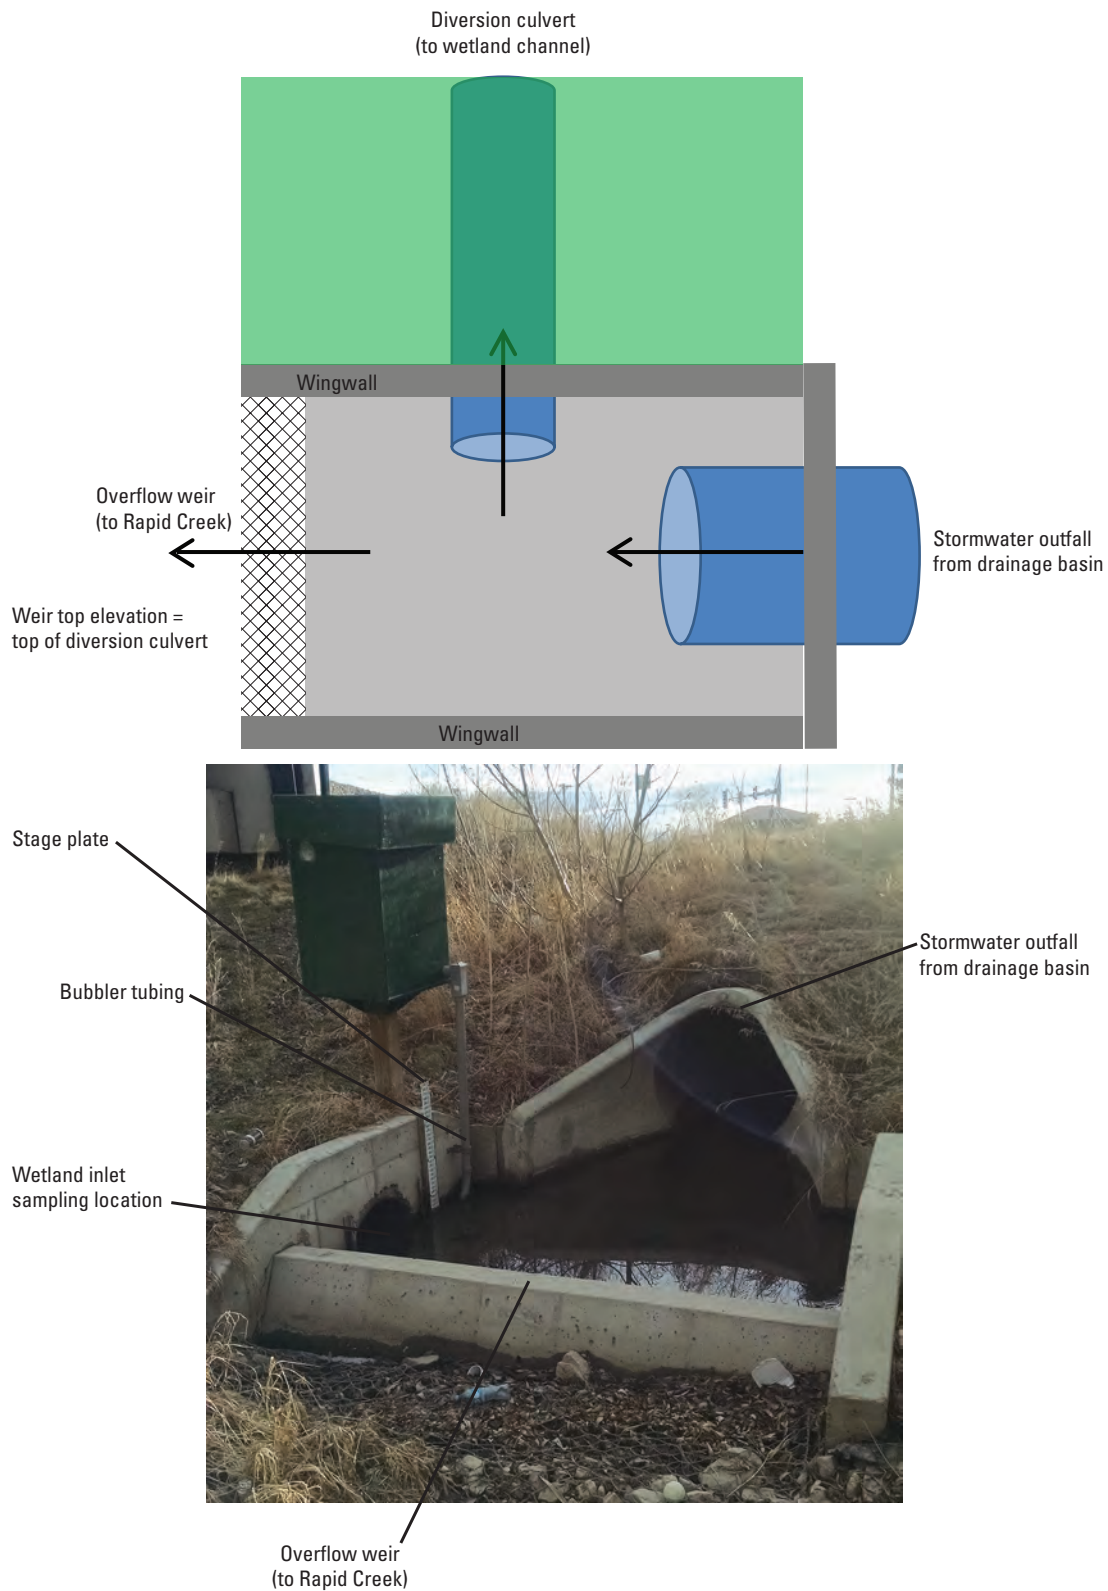 Diversion culvert
(to wetland channel)
Wingwall
Overflow weir
(to Rapid Creek)
Stormwater outfall
from drainage basin
Weir top elevation =
top of diversion culvert
Wingwall
Stage plate
Stormwater outfall
from drainage basin
Bubbler tubing
Wetland inlet
sampling location
Overflow weir
(to Rapid Creek)